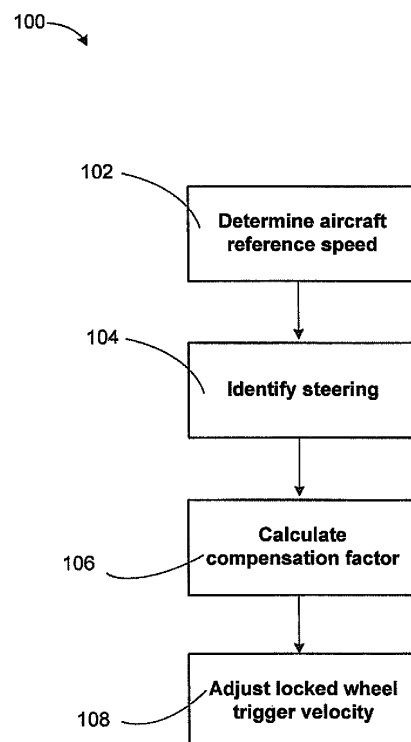 100
102
Determine aircraft
reference speed
104
Identify steering
Calculate
compensation factor
106
Adjust locked wheel
trigger velocity
108